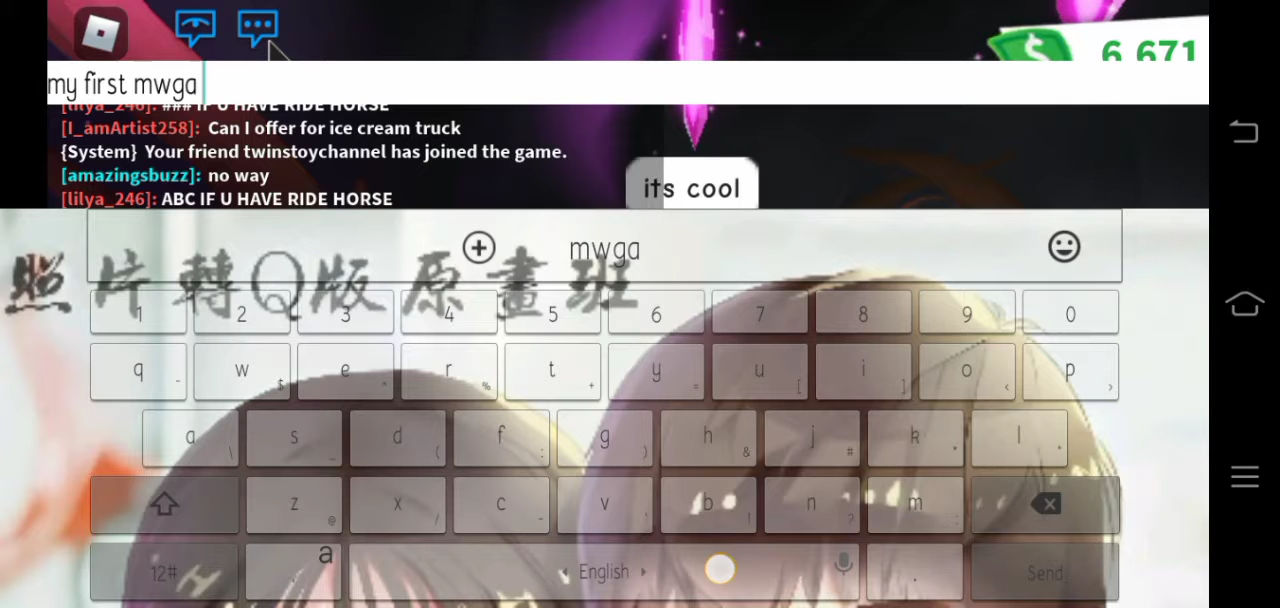 6,671
my first mwga
[lilya_246]: ### IF U HAVE RIDE HORSE
[I_amArtist258]: Can I offer for ice cream truck
{System} Your friend twinstoychannel has joined the game.
[amazingsbuzz]: no way
[lilya_246]: ABC IF U HAVE RIDE HORSE
its cool
mwga
照片轉Q版原畫班
1 2 3 4 5 6 7 8 9 0
q w e r t y u i o p
- $ ^ % + = [ ] < >
a s d f g h j k l
\ _ ( : ) & # * *
z x c v b n m
@ / - ! ? :
12# , a English . Send